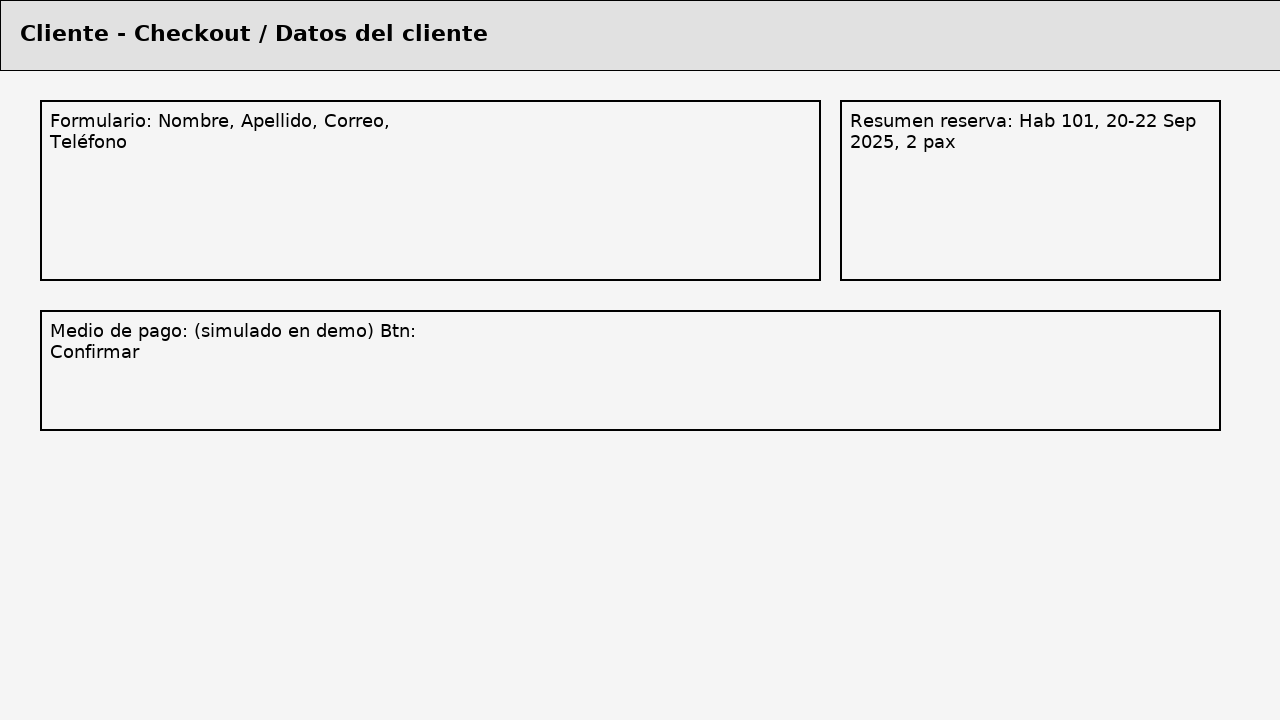 Cliente - Checkout / Datos del cliente
Formulario: Nombre, Apellido, Correo,
Teléfono
Resumen reserva: Hab 101, 20-22 Sep
2025, 2 pax
Medio de pago: (simulado en demo) Btn:
Confirmar